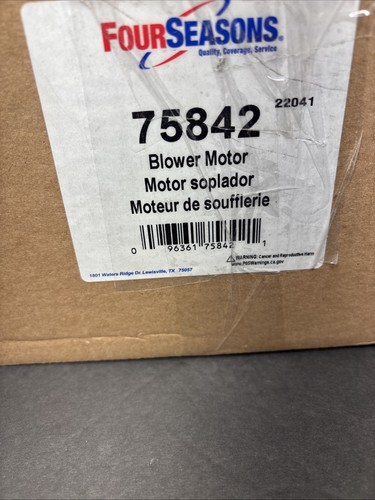 FOURSEASONS®
Quality, Coverage, Service
22041
75842
Blower Motor
Motor soplador
Moteur de soufflerie
0 96361 75842 1
WARNING: Cancer and Reproductive Harm
www.P65Warnings.ca.gov
1801 Waters Ridge Dr. Lewisville, TX 75057